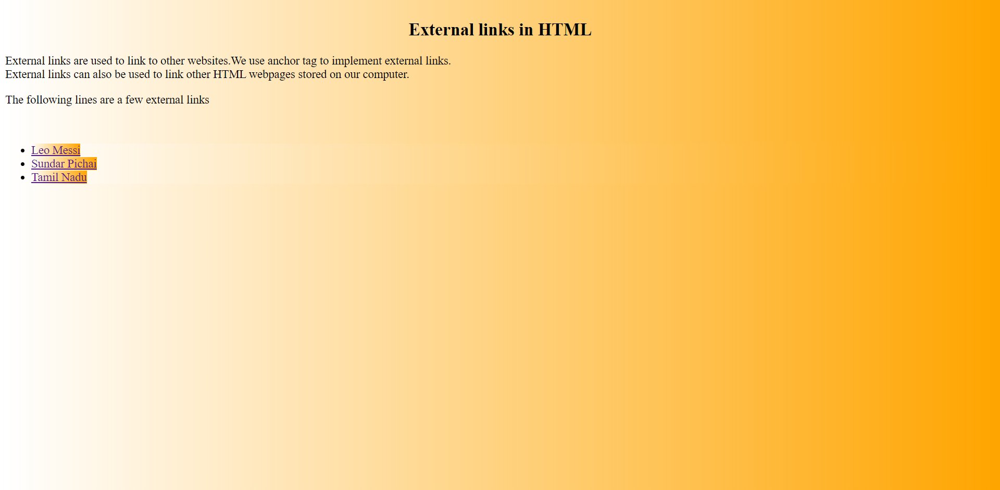 External links in HTML
External links are used to link to other websites.We use anchor tag to implement external links.
External links can also be used to link other HTML webpages stored on our computer.
The following lines are a few external links
Leo Messi
Sundar Pichai
Tamil Nadu